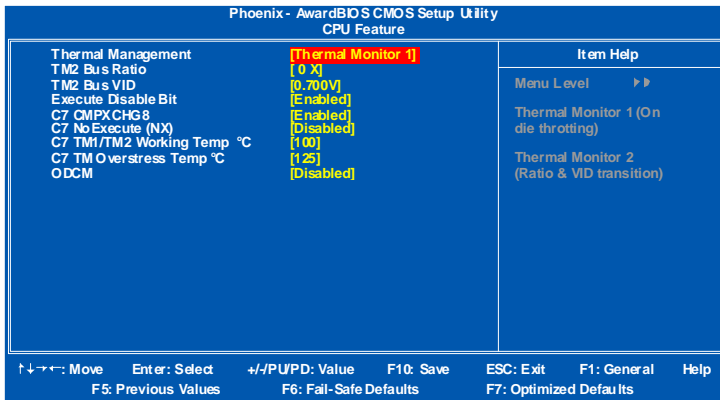 Phoenix - AwardBIOS CMOS Setup Utility
CPU Feature
Thermal Management [Thermal Monitor 1]
TM2 Bus Ratio [ 0 X]
TM2 Bus VID [0.700V]
Execute Disable Bit [Enabled]
C7 CMPXCHG8 [Enabled]
C7 NoExecute (NX) [Disabled]
C7 TM1/TM2 Working Temp °C [100]
C7 TM Overstress Temp °C [125]
ODCM [Disabled]
Item Help
Menu Level
Thermal Monitor 1 (On
die throtting)
Thermal Monitor 2
(Ratio & VID transition)
↑↓→←: Move Enter: Select +/-/PU/PD: Value F10: Save ESC: Exit F1: General Help
F5: Previous Values F6: Fail-Safe Defaults F7: Optimized Defaults